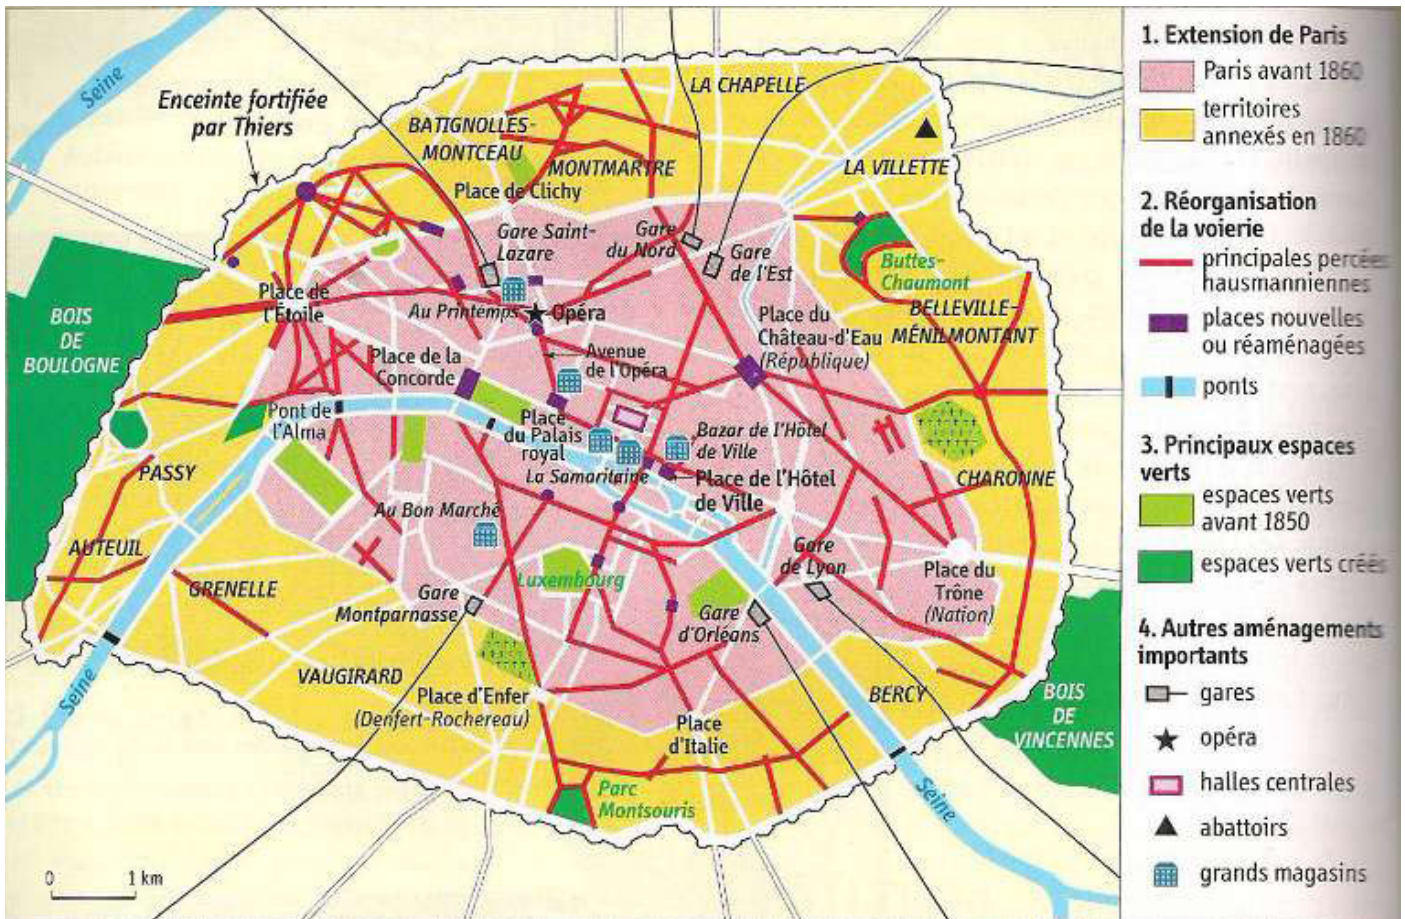 Seine
Enceinte fortifiée
par Thiers
BATIGNOLLES-
MONTCEAU
LA CHAPELLE
MONTMARTRE
LA VILLETTE
Place de Clichy
Gare Saint-
Lazare
Gare
du Nord
Gare
de l'Est
Buttes-
Chaumont
Place de
l'Étoile
Au Printemps
Opéra
BOIS
DE
BOULOGNE
Place du
Château-d'Eau
(République)
BELLEVILLE-
MÉNILMONTANT
Avenue
de l'Opéra
Place de la
Concorde
Pont de
l'Alma
Place
du Palais
royal
Bazar de l'Hôtel
de Ville
La Samaritaine
Place de l'Hôtel
de Ville
CHARONNE
PASSY
Au Bon Marché
AUTEUIL
GRENELLE
Luxembourg
Gare
Montparnasse
Gare
de Lyon
Gare
d'Orléans
Place du
Trône
(Nation)
VAUGIRARD
Place d'Enfer
(Denfert-Rochereau)
Place
d'Italie
BERCY
BOIS
DE
VINCENNES
Seine
Parc
Montsouris
Seine
0 1 km
1. Extension de Paris
Paris avant 1860
territoires
annexés en 1860
2. Réorganisation
de la voierie
principales percées
hausmanniennes
places nouvelles
ou réaménagées
ponts
3. Principaux espaces
verts
espaces verts
avant 1850
espaces verts créés
4. Autres aménagements
importants
gares
opéra
halles centrales
abattoirs
grands magasins